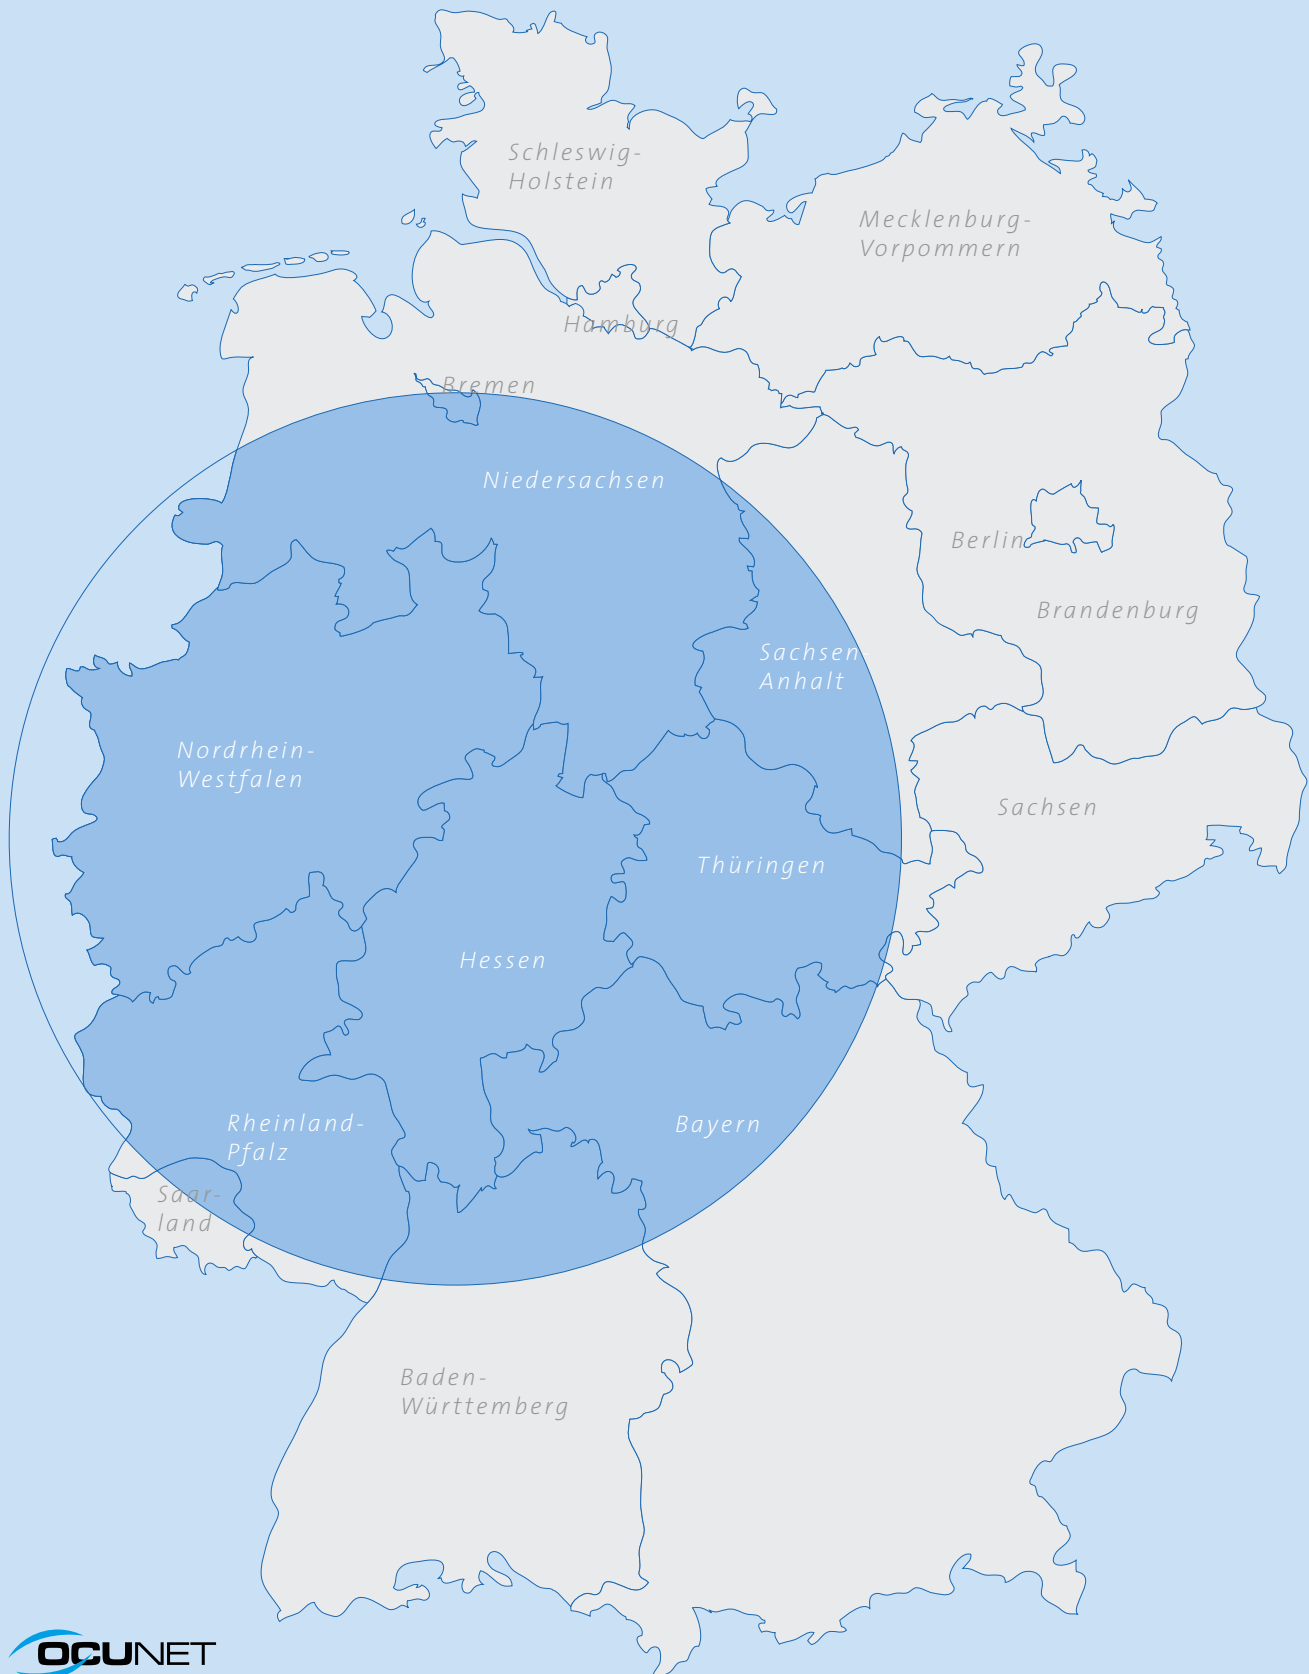 Schleswig-
Holstein
Mecklenburg-
Vorpommern
Hamburg
Bremen
Niedersachsen
Berlin
Brandenburg
Sachsen-
Anhalt
Nordrhein-
Westfalen
Sachsen
Thüringen
Hessen
Rheinland-
Pfalz
Bayern
Saar-
land
Baden-
Württemberg
OCUNET